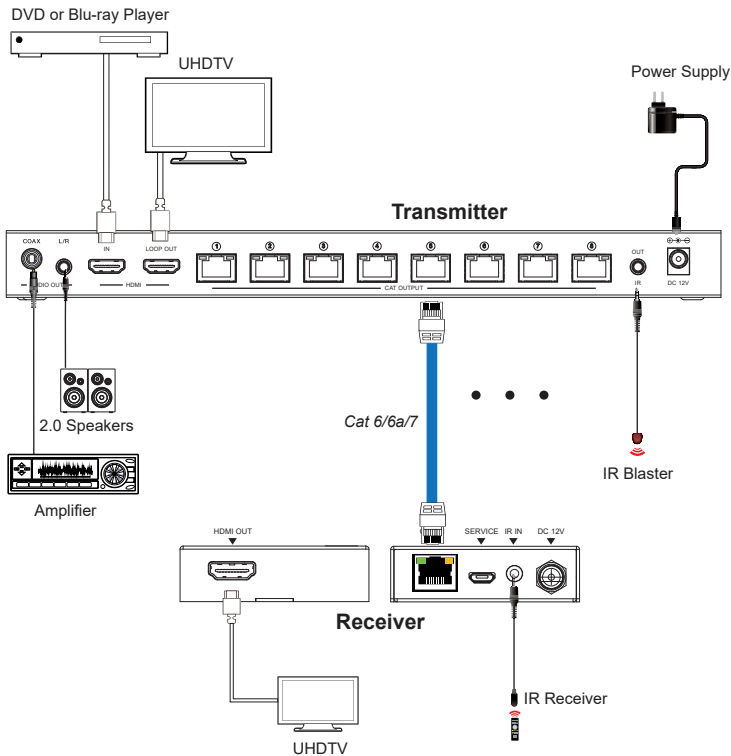 DVD or Blu-ray Player
UHDTV
Power Supply
Transmitter
COAX L/R IN LOOP OUT 1 2 3 4 5 6 7 8 OUT
AUDIO OUT HDMI CAT OUTPUT IR DC 12V
2.0 Speakers
Cat 6/6a/7
IR Blaster
Amplifier
HDMI OUT SERVICE IR IN DC 12V
Receiver
IR Receiver
UHDTV